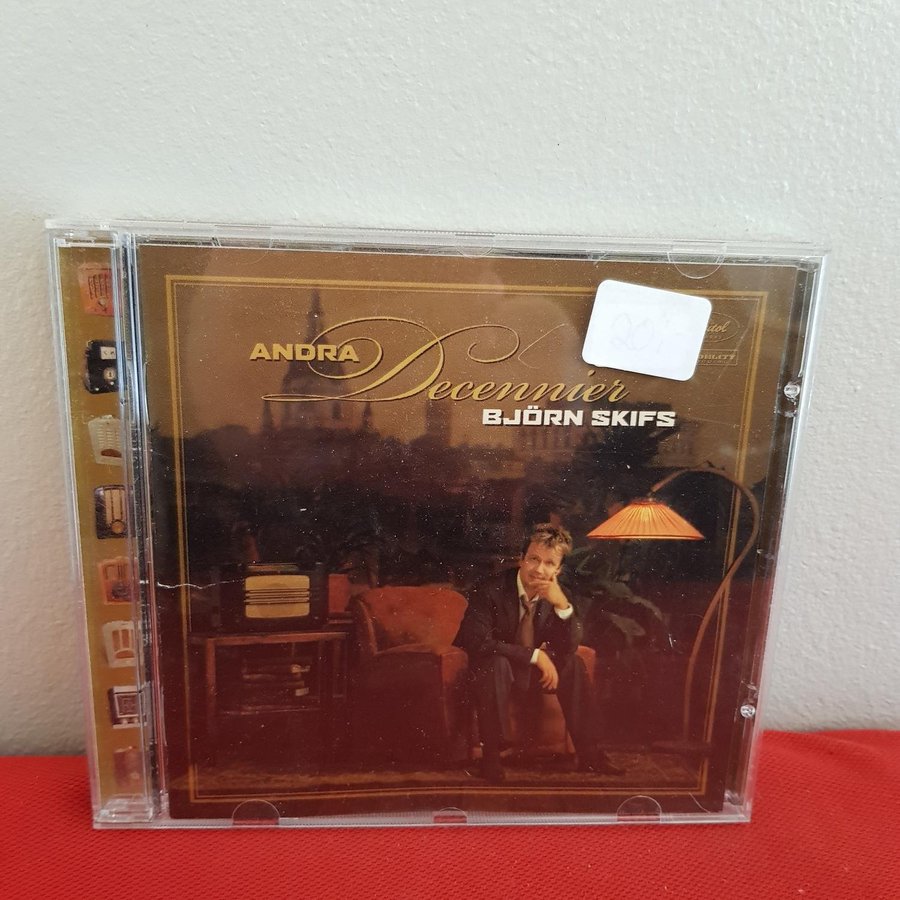 ANDRA
Decennier
BJÖRN SKIFS